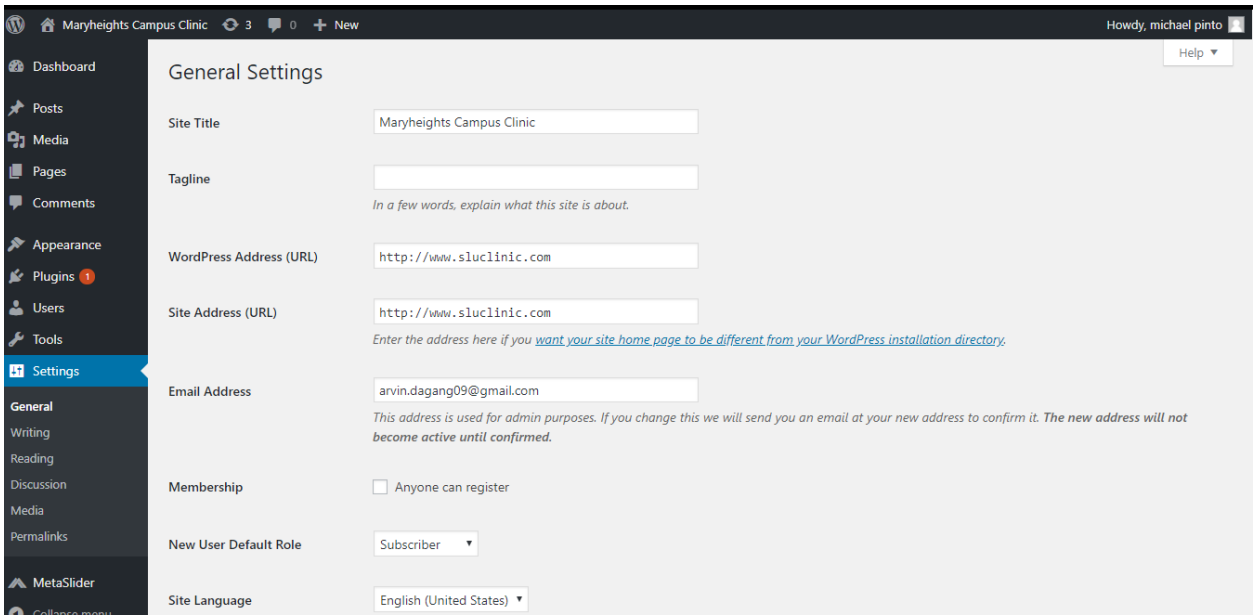 Maryheights Campus Clinic 3 0 New Howdy, michael pinto
Help
Dashboard
Posts
Media
Pages
Comments
Appearance
Plugins 1
Users
Tools
Settings
General
Writing
Reading
Discussion
Media
Permalinks
MetaSlider
Collapse menu
General Settings
Site Title Maryheights Campus Clinic
Tagline
In a few words, explain what this site is about.
WordPress Address (URL) http://www.sluclinic.com
Site Address (URL) http://www.sluclinic.com
Enter the address here if you want your site home page to be different from your WordPress installation directory.
Email Address arvin.dagang09@gmail.com
This address is used for admin purposes. If you change this we will send you an email at your new address to confirm it. The new address will not
become active until confirmed.
Membership Anyone can register
New User Default Role Subscriber
Site Language English (United States)